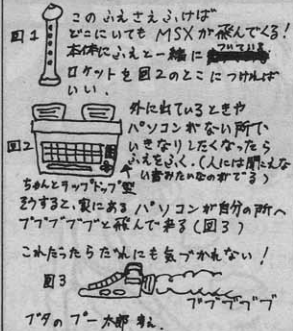 このふえさえふけば
図1
どこにいても MSXが飛んでくる!
本体にふえと一緒に
ロケットを図2のとこにつければ
いい。
外に出ているときや
パソコンがない所で
いきなりしたくなったら
図2
ふえをふく。(人には聞こえな
い音みたいなのがでる)
ちゃんとラップトップ型
そうすると、家にある パソコンが自分の所へ
ブブブブブと飛んで来る(図3)
これだったらだれにも気づかれない!
図3
ブブブブブ
ブタのプー太郎 考え.